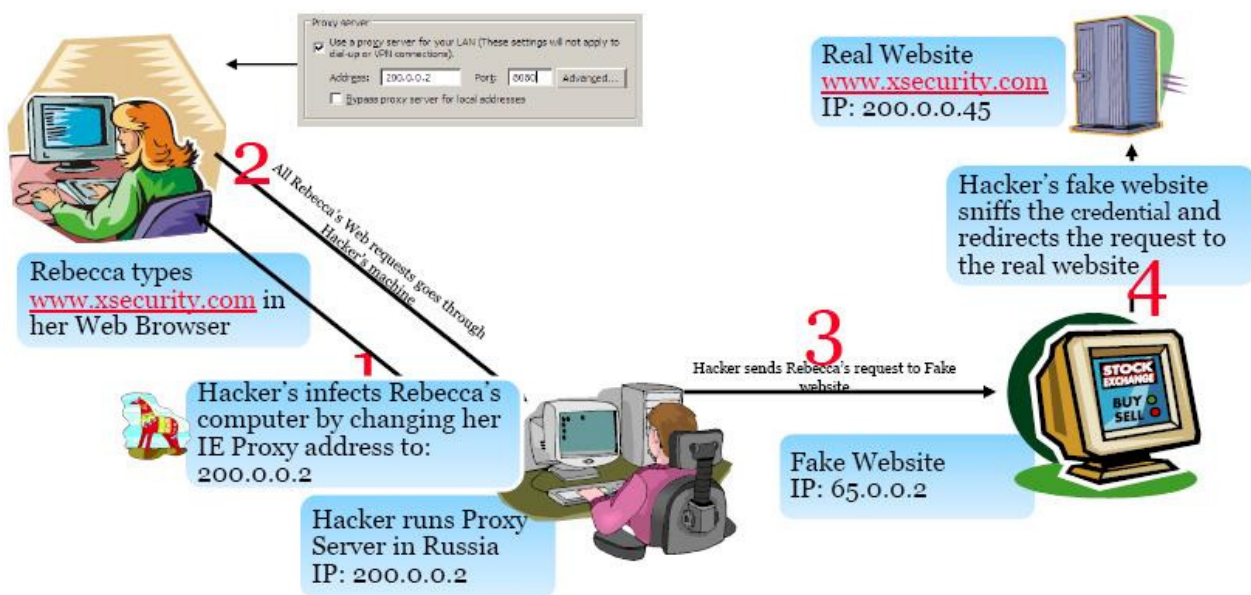 Proxy server
Use a proxy server for your LAN (These settings will not apply to
dial-up or VPN connections).
Address: 200.0.0.2 Port: 8080 Advanced...
Bypass proxy server for local addresses
Real Website
www.xsecurity.com
IP: 200.0.0.45
2
All Rebecca's Web requests goes through
Hacker's machine
Hacker's fake website
sniffs the credential and
redirects the request to
the real website
4
Rebecca types
www.xsecurity.com in
her Web Browser
1
Hacker's infects Rebecca's
computer by changing her
IE Proxy address to:
200.0.0.2
3
Hacker sends Rebecca's request to Fake
website
STOCK
EXCHANGE
BUY
SELL
Fake Website
IP: 65.0.0.2
Hacker runs Proxy
Server in Russia
IP: 200.0.0.2